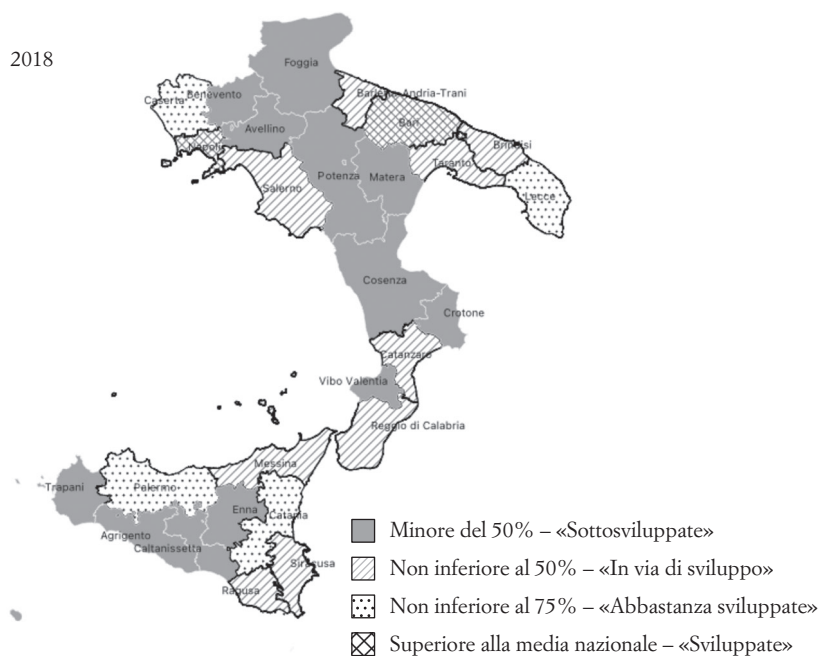 2018
Foggia
Barletta-Andria-Trani
Benevento
Caserta
Bari
Avellino
Napoli
Brindisi
Taranto
Potenza
Matera
Salerno
Lecce
Cosenza
Crotone
Catanzaro
Vibo Valentia
Reggio di Calabria
Messina
Trapani
Palermo
Enna
Catania
Agrigento
Caltanissetta
Siracusa
Ragusa
Minore del 50% – «Sottosviluppate»
Non inferiore al 50% – «In via di sviluppo»
Non inferiore al 75% – «Abbastanza sviluppate»
Superiore alla media nazionale – «Sviluppate»